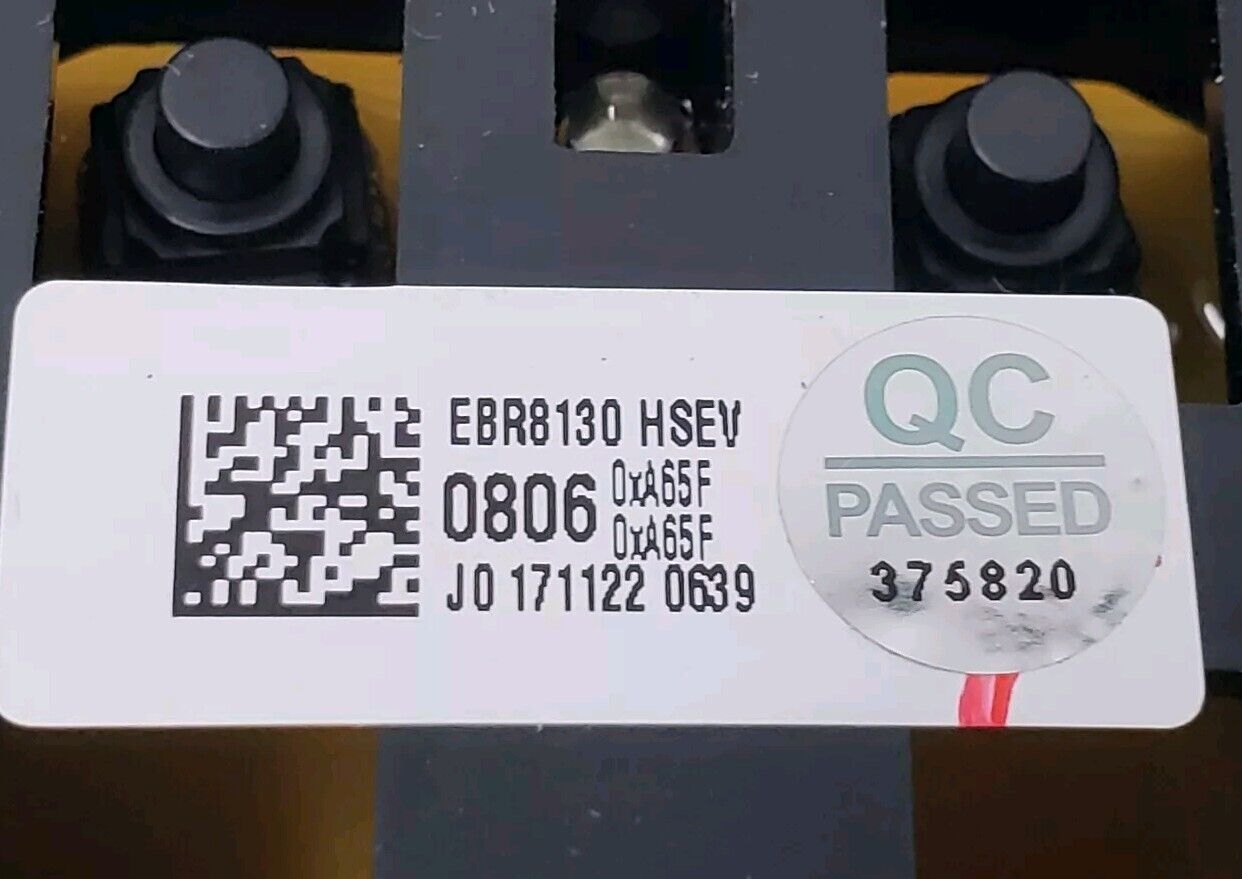 EBR8130 HSEV
0806 0xA65F
0xA65F
J0 171122 0639
QC
PASSED
375820